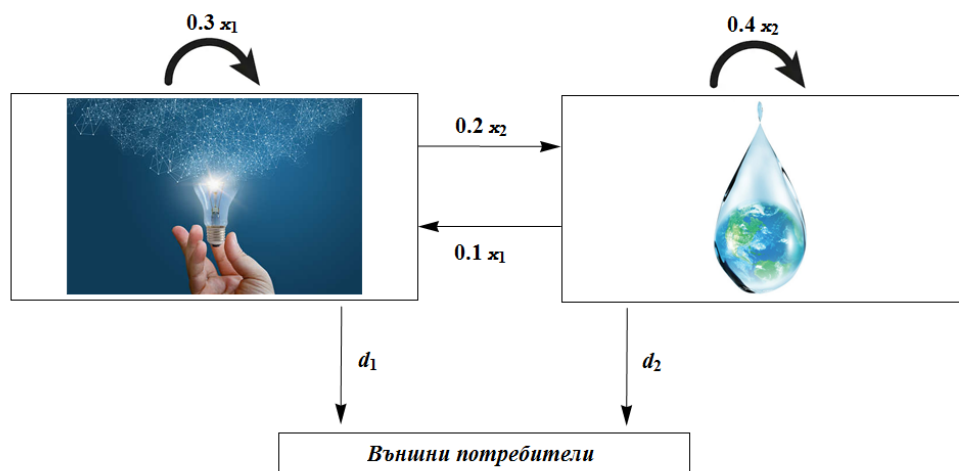 0.3 x₁
0.4 x₂
0.2 x₂
0.1 x₁
d₁
d₂
Външни потребители